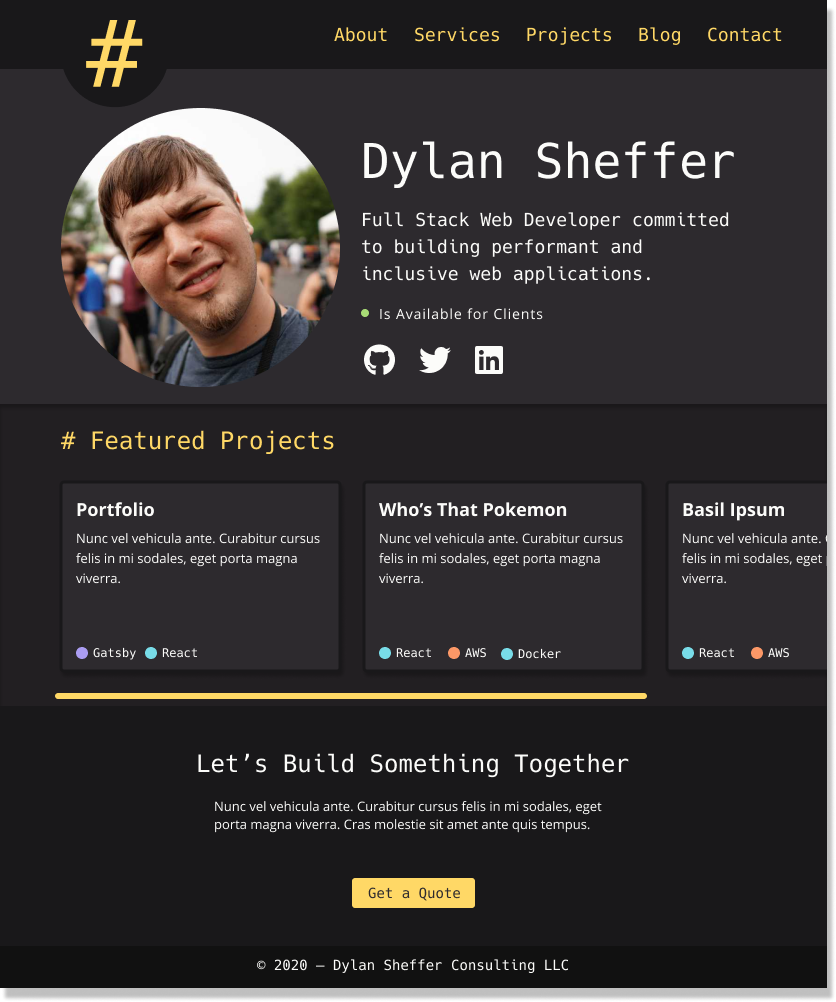 #
About Services Projects Blog Contact
Dylan Sheffer
Full Stack Web Developer committed
to building performant and
inclusive web applications.
Is Available for Clients
in
# Featured Projects
Portfolio
Nunc vel vehicula ante. Curabitur cursus
felis in mi sodales, eget porta magna
viverra.
Gatsby React
Who’s That Pokemon
Nunc vel vehicula ante. Curabitur cursus
felis in mi sodales, eget porta magna
viverra.
React AWS Docker
Basil Ipsum
Nunc vel vehicula ante.
felis in mi sodales, eget
viverra.
React AWS
Let’s Build Something Together
Nunc vel vehicula ante. Curabitur cursus felis in mi sodales, eget
porta magna viverra. Cras molestie sit amet ante quis tempus.
Get a Quote
© 2020 – Dylan Sheffer Consulting LLC